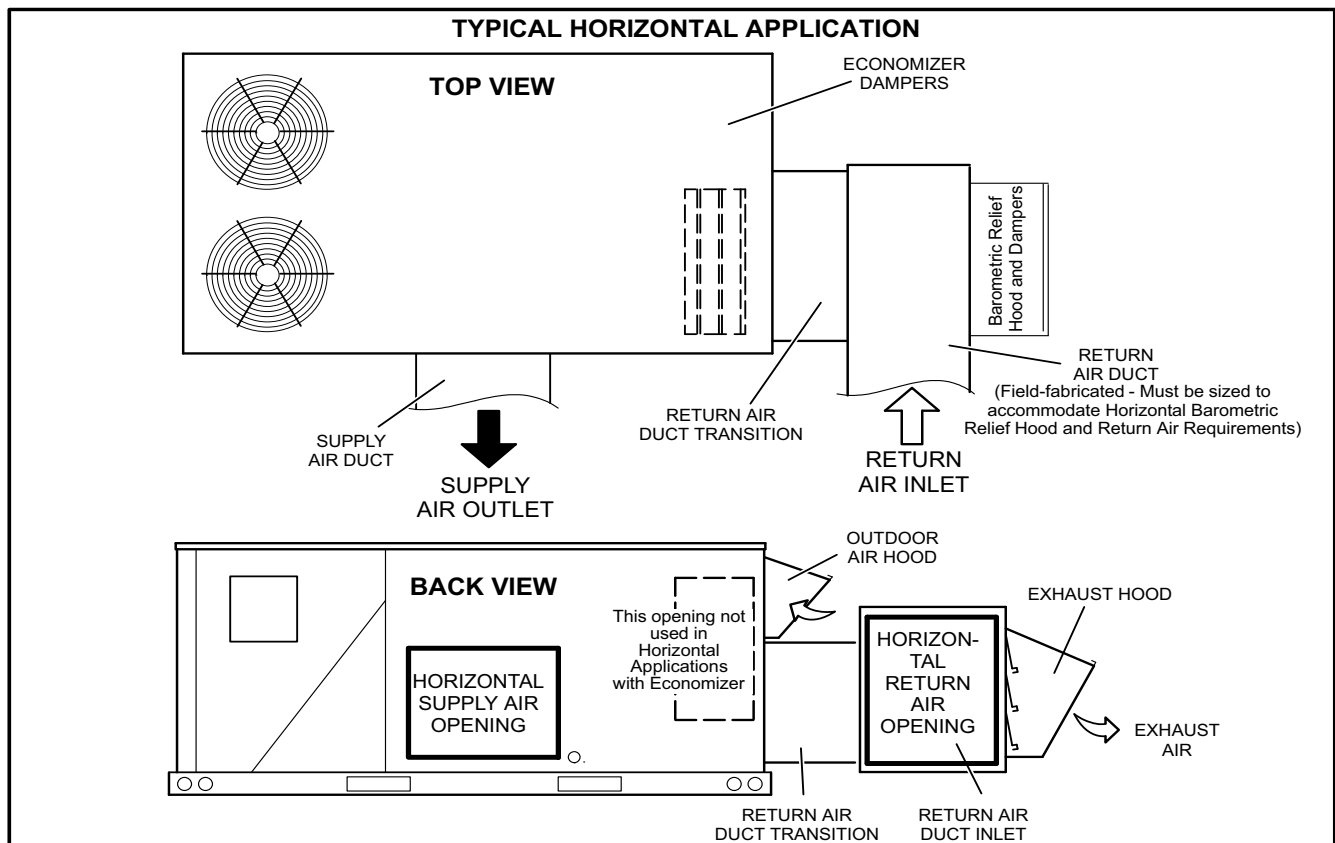 TYPICAL HORIZONTAL APPLICATION
TOP VIEW
ECONOMIZER
DAMPERS
Barometric Relief
Hood and Dampers
RETURN
AIR DUCT
(Field-fabricated - Must be sized to
accommodate Horizontal Barometric
Relief Hood and Return Air Requirements)
RETURN AIR
DUCT TRANSITION
SUPPLY
AIR DUCT
SUPPLY
AIR OUTLET
RETURN
AIR INLET
BACK VIEW
OUTDOOR
AIR HOOD
EXHAUST HOOD
This opening not
used in
Horizontal
Applications
with Economizer
HORIZONTAL
SUPPLY AIR
OPENING
HORIZON-
TAL
RETURN
AIR
OPENING
EXHAUST
AIR
RETURN AIR
DUCT TRANSITION
RETURN AIR
DUCT INLET